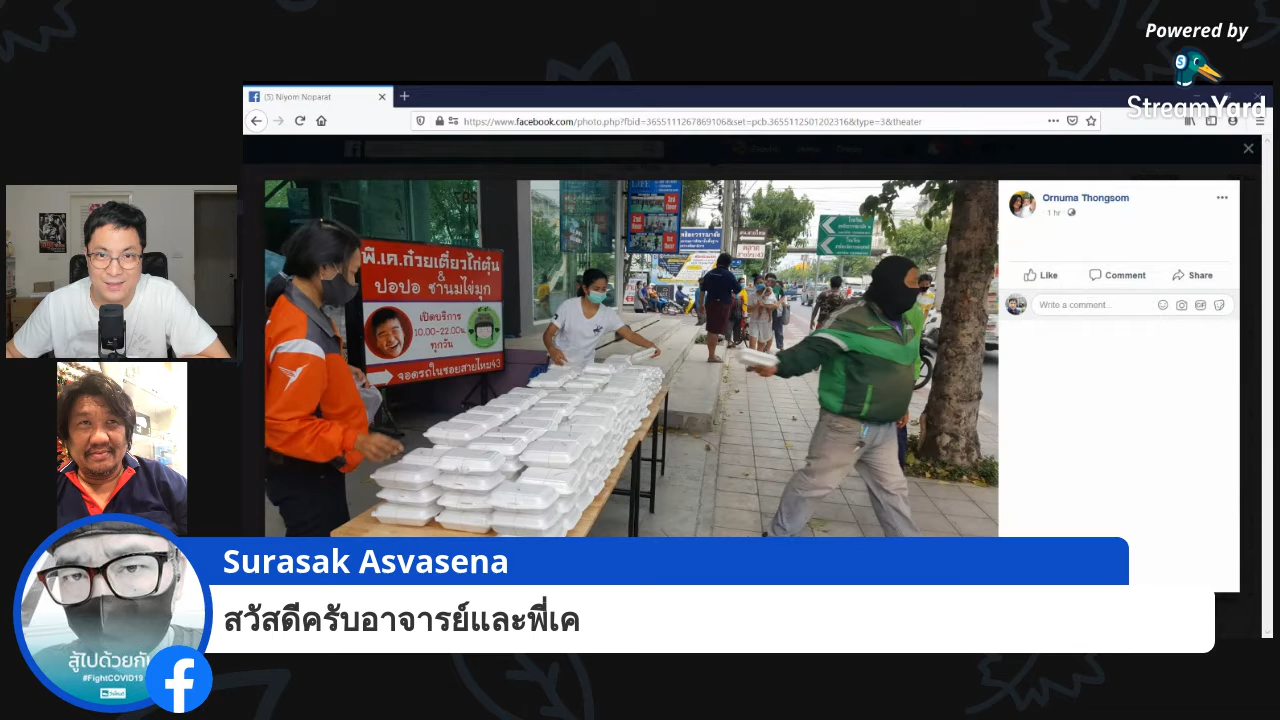 Powered by
StreamYard
(5) Niyom Noparat
https://www.facebook.com/photo.php?fbid=3655111267869106&set=pcb.3655112501202316&type=3&theater
Ornuma Thongsom
1 hr
Like
Comment
Share
Write a comment...
พี.เค.ก๋วยเตี๋ยวไก่ตุ๋น
&
ปอปอ ชานมไข่มุก
เปิดบริการ
10.00-22.00น.
ทุกวัน
จอดรถในซอยสายไหม43
Surasak Asvasena
สวัสดีครับอาจารย์และพี่เค
สู้ไปด้วยกัน
#FightCOVID19